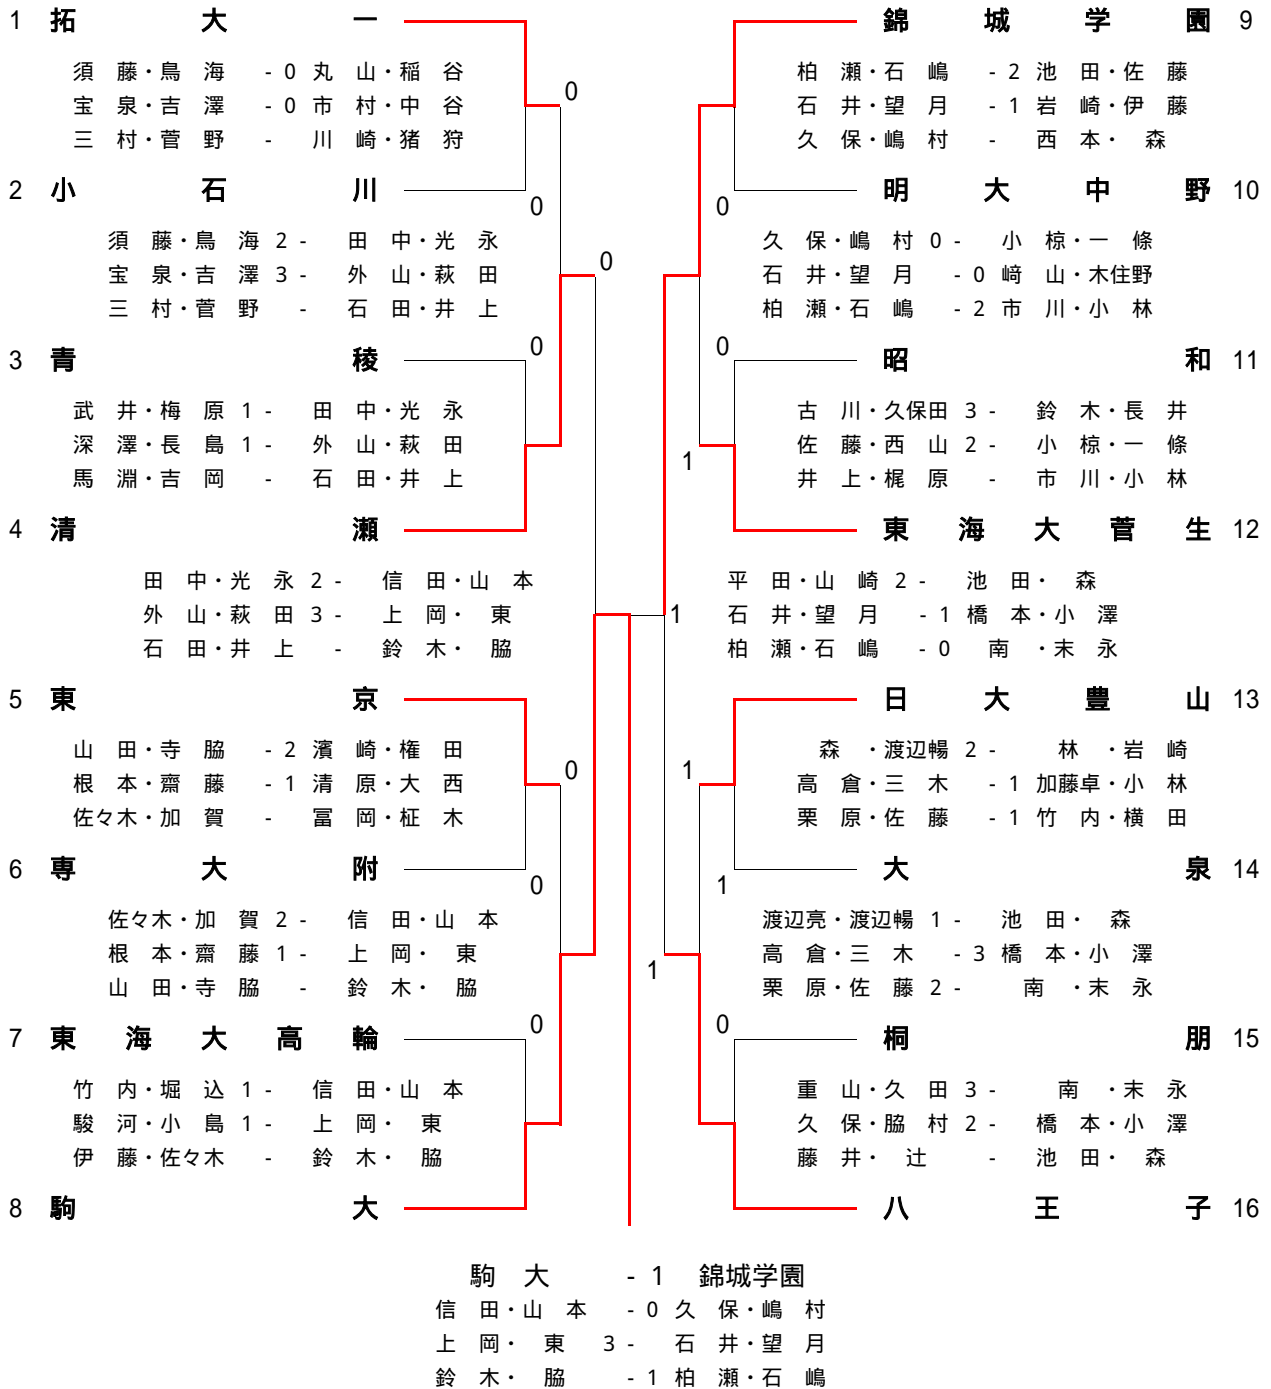 1 拓大一
須藤・鳥海 - 0 丸山・稲谷
宝泉・吉澤 - 0 市村・中谷
三村・菅野 - 川崎・猪狩
0
2 小石川
0
須藤・鳥海 2 - 田中・光永
宝泉・吉澤 3 - 外山・萩田
三村・菅野 - 石田・井上
0
3 青稜
0
武井・梅原 1 - 田中・光永
深澤・長島 1 - 外山・萩田
馬淵・吉岡 - 石田・井上
4 清瀬
田中・光永 2 - 信田・山本
外山・萩田 3 - 上岡・東
石田・井上 - 鈴木・脇
5 東京
山田・寺脇 - 2 濱崎・権田
根本・齋藤 - 1 清原・大西
佐々木・加賀 - 冨岡・柾木
0
6 専大附
0
佐々木・加賀 2 - 信田・山本
根本・齋藤 1 - 上岡・東
山田・寺脇 - 鈴木・脇
7 東海大高輪
0
竹内・堀込 1 - 信田・山本
駿河・小島 1 - 上岡・東
伊藤・佐々木 - 鈴木・脇
8 駒大
錦城学園 9
柏瀬・石嶋 - 2 池田・佐藤
石井・望月 - 1 岩崎・伊藤
久保・嶋村 - 西本・森
明大中野 10
0
久保・嶋村 0 - 小椋・一條
石井・望月 - 0 﨑山・木住野
柏瀬・石嶋 - 2 市川・小林
0
昭和 11
古川・久保田 3 - 鈴木・長井
佐藤・西山 2 - 小椋・一條
井上・梶原 - 市川・小林
1
東海大菅生 12
平田・山崎 2 - 池田・森
石井・望月 - 1 橋本・小澤
柏瀬・石嶋 - 0 南・末永
1
日大豊山 13
森・渡辺暢 2 - 林・岩崎
高倉・三木 - 1 加藤卓・小林
栗原・佐藤 - 1 竹内・横田
1
大泉 14
1
渡辺亮・渡辺暢 1 - 池田・森
高倉・三木 - 3 橋本・小澤
栗原・佐藤 2 - 南・末永
1
0
桐朋 15
重山・久田 3 - 南・末永
久保・脇村 2 - 橋本・小澤
藤井・辻 - 池田・森
八王子 16
駒大 - 1 錦城学園
信田・山本 - 0 久保・嶋村
上岡・東 3 - 石井・望月
鈴木・脇 - 1 柏瀬・石嶋